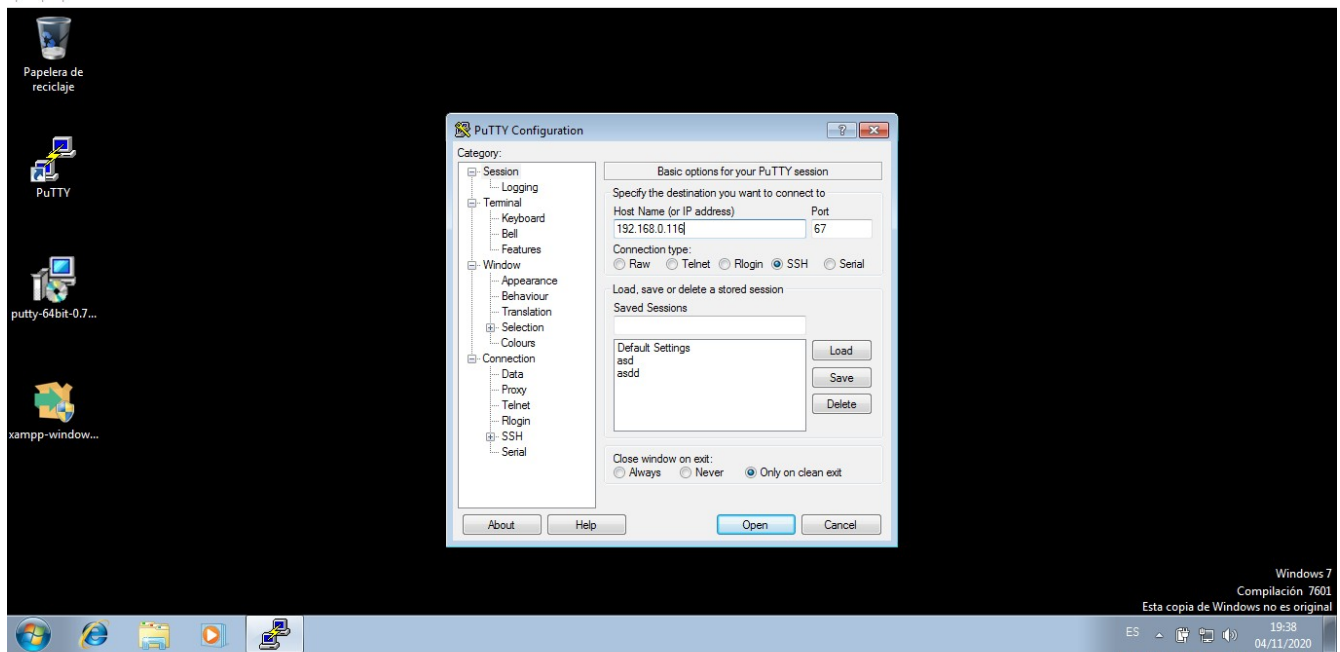 Papelera de
reciclaje
PuTTY
putty-64bit-0.7...
xampp-window...
PuTTY Configuration
Category:
Session
Logging
Terminal
Keyboard
Bell
Features
Window
Appearance
Behaviour
Translation
Selection
Colours
Connection
Data
Proxy
Telnet
Rlogin
SSH
Serial
Basic options for your PuTTY session
Specify the destination you want to connect to
Host Name (or IP address) Port
192.168.0.116 67
Connection type:
Raw Telnet Rlogin SSH Serial
Load, save or delete a stored session
Saved Sessions
Default Settings
asd
asdd
Load
Save
Delete
Close window on exit:
Always Never Only on clean exit
About Help Open Cancel
Windows 7
Compilación 7601
Esta copia de Windows no es original
ES 19:38
04/11/2020